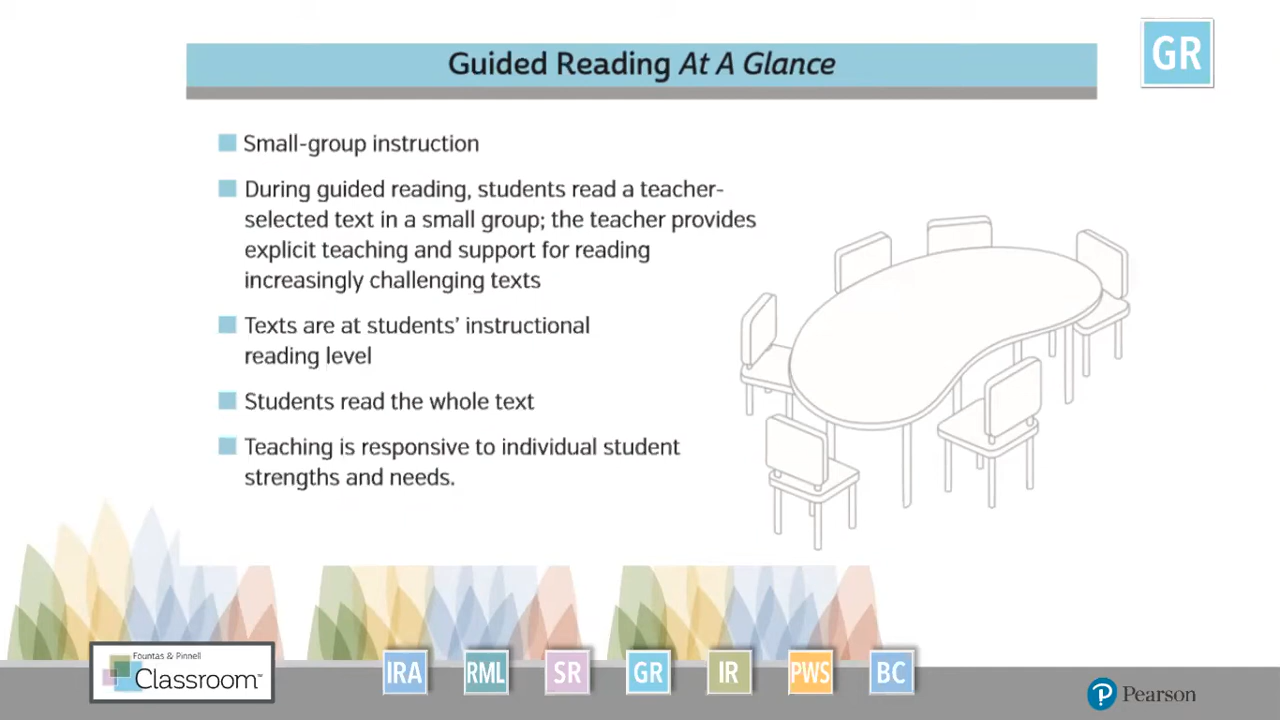 GR
Guided Reading At A Glance
Small-group instruction
During guided reading, students read a teacher-
selected text in a small group; the teacher provides
explicit teaching and support for reading
increasingly challenging texts
Texts are at students’ instructional
reading level
Students read the whole text
Teaching is responsive to individual student
strengths and needs.
Fountas & Pinnell
Classroom™
IRA RML SR GR IR PWS BC
P Pearson